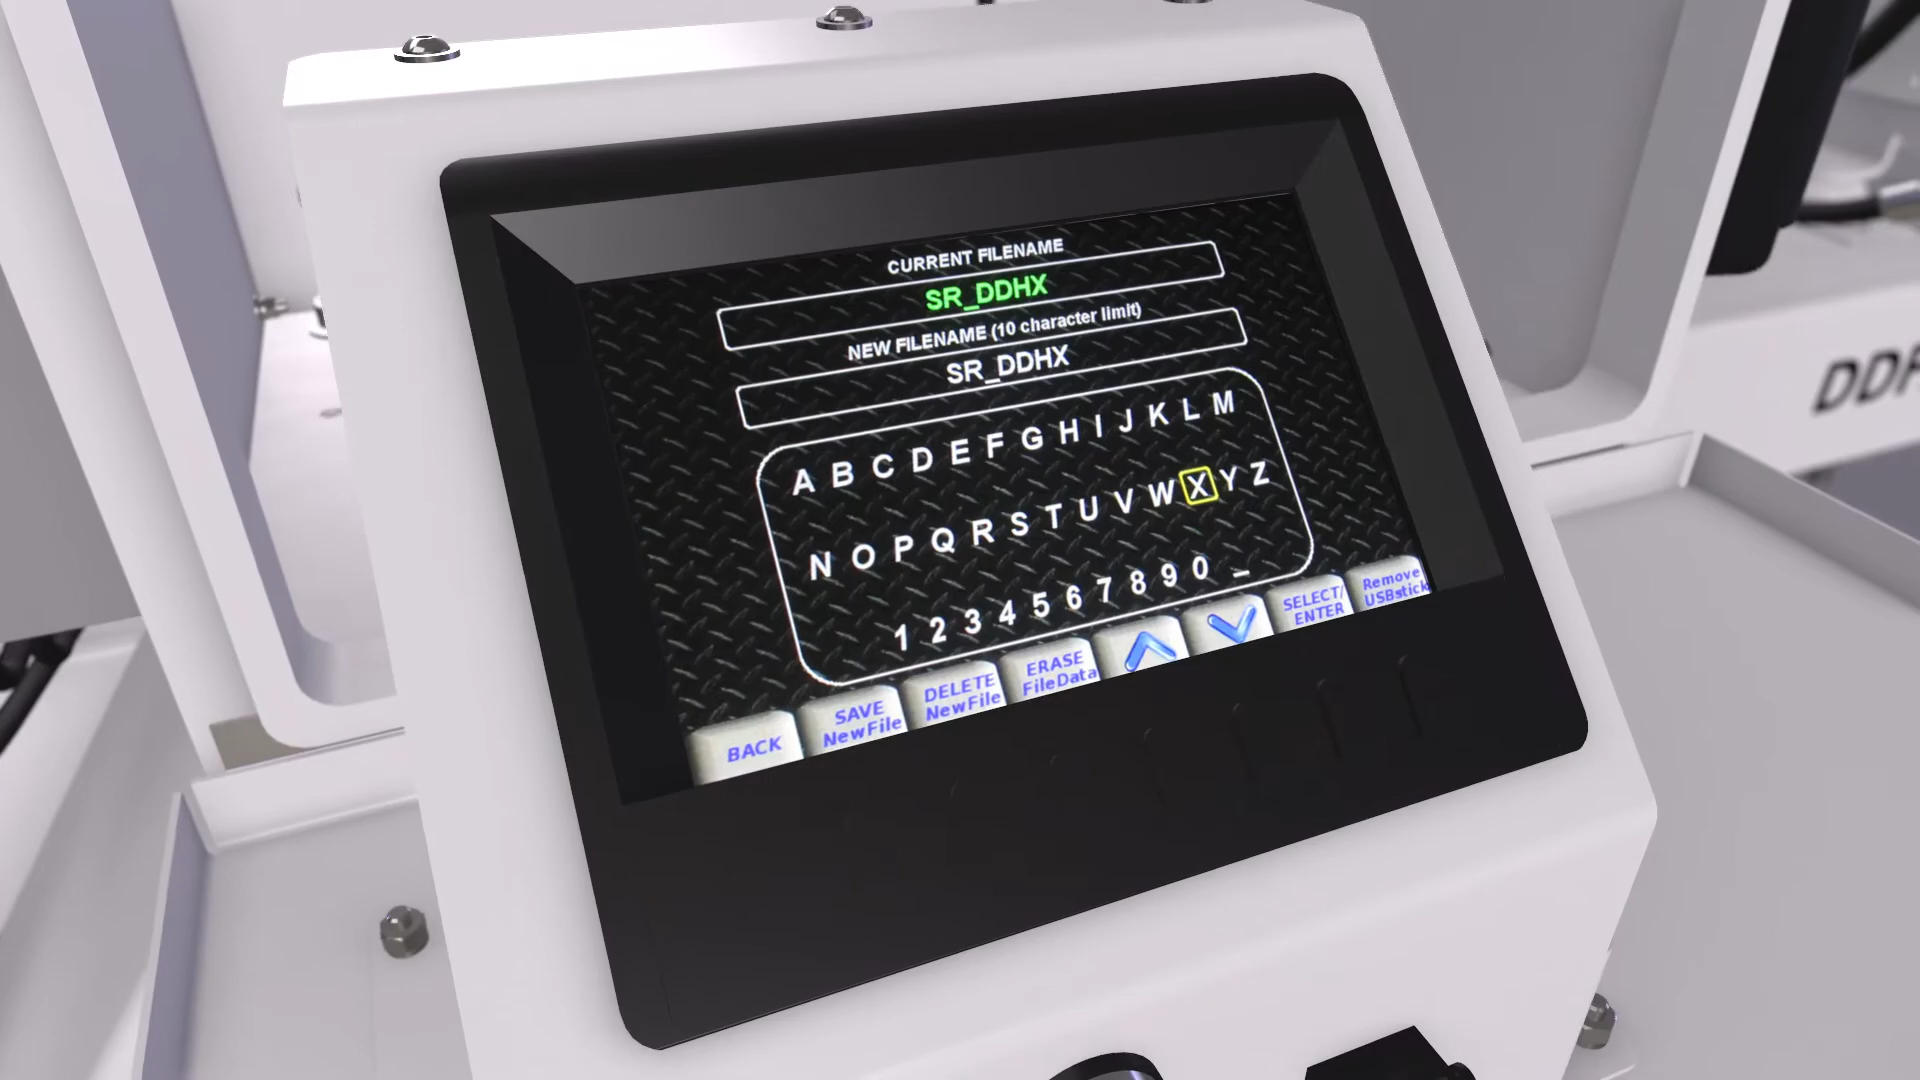 CURRENT FILENAME
SR_DDHX
NEW FILENAME (10 character limit)
SR_DDHX
A B C D E F G H I J K L M
N O P Q R S T U V W X Y Z
1 2 3 4 5 6 7 8 9 0 _
BACK
SAVE
NewFile
DELETE
NewFile
ERASE
FileData
SELECT/
ENTER
Remove
USBstick